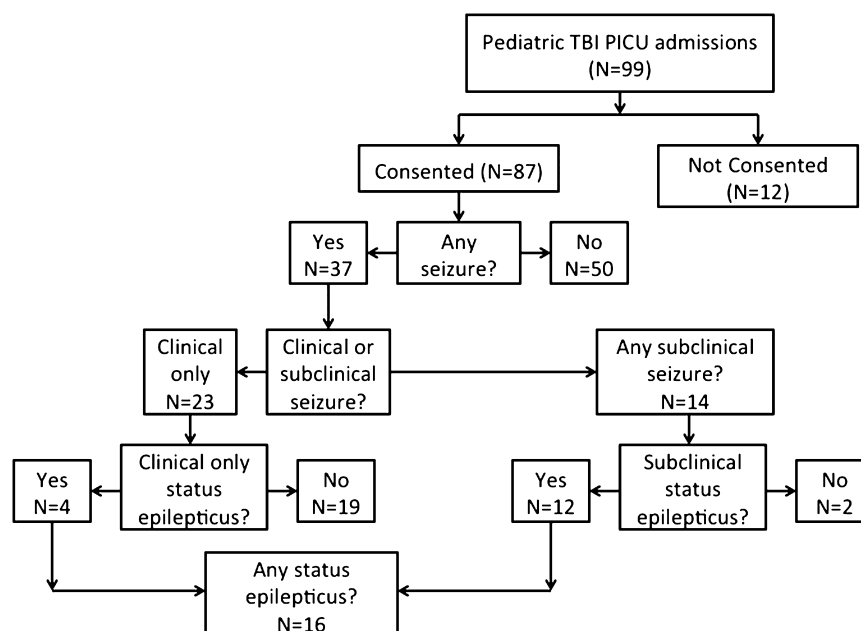 Pediatric TBI PICU admissions
(N=99)
Consented (N=87)
Not Consented
(N=12)
Yes
N=37
Any
seizure?
No
N=50
Clinical
only
N=23
Clinical or
subclinical
seizure?
Any subclinical
seizure?
N=14
Yes
N=4
Clinical only
status
epilepticus?
No
N=19
Yes
N=12
Subclinical
status
epilepticus?
No
N=2
Any status
epilepticus?
N=16